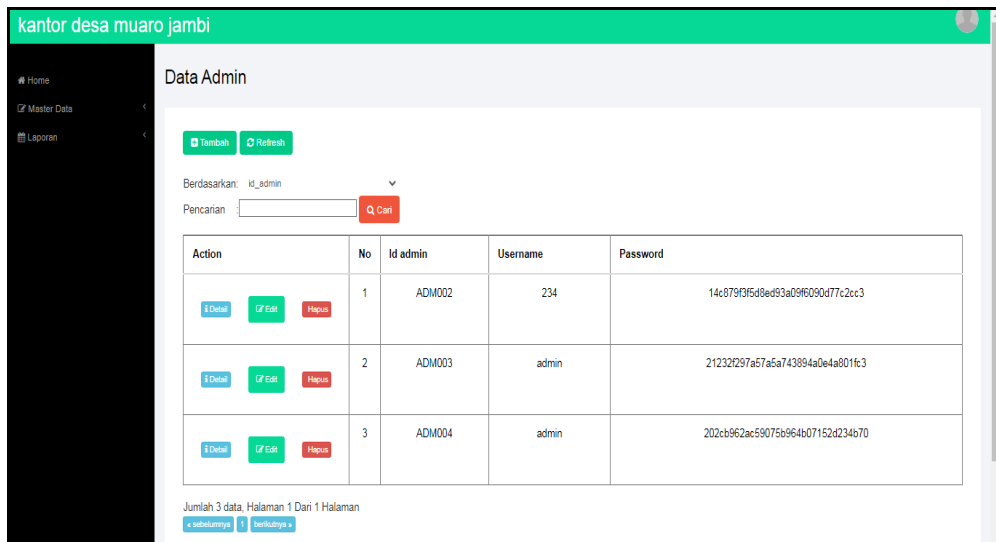 kantor desa muaro jambi
Home
Master Data
Laporan
Data Admin
Tambah Refresh
Berdasarkan: id_admin
Pencarian : Cari
Action No Id admin Username Password
Detail Edit Hapus 1 ADM002 234 14c879f3f5d8ed93a09f6090d77c2cc3
Detail Edit Hapus 2 ADM003 admin 21232f297a57a5a743894a0e4a801fc3
Detail Edit Hapus 3 ADM004 admin 202cb962ac59075b964b07152d234b70
Jumlah 3 data, Halaman 1 Dari 1 Halaman
« sebelumnya 1 berikutnya »